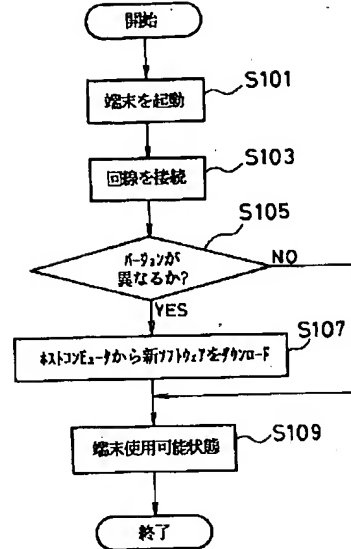 開始
端末を起動
S101
回線を接続
S103
S105
バージョンが
異なるか?
NO
YES
S107
ホストコンピュータから新ソフトウェアをダウンロード
端末使用可能状態
S109
終了